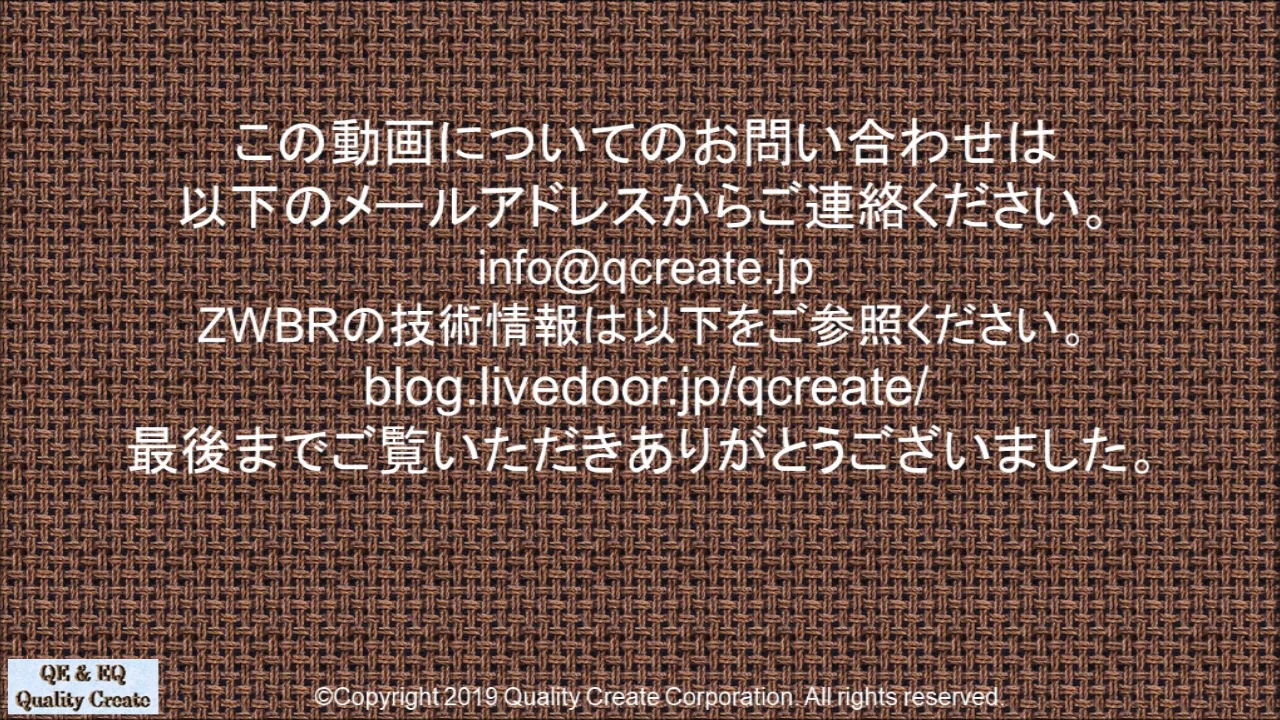 この動画についてのお問い合わせは
以下のメールアドレスからご連絡ください。
info@qcreate.jp
ZWBRの技術情報は以下をご参照ください。
blog.livedoor.jp/qcreate/
最後までご覧いただきありがとうございました。
QE & EQ
Quality Create
©Copyright 2019 Quality Create Corporation. All rights reserved.